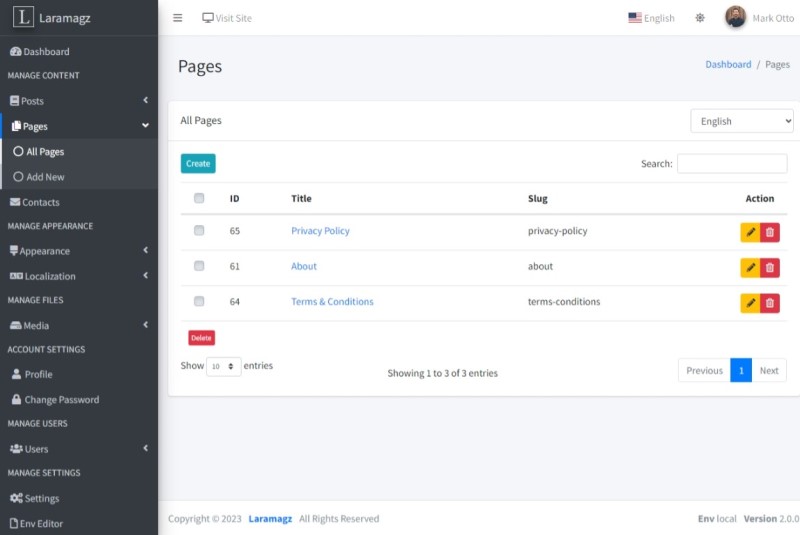 L Laramagz
Visit Site
English
Mark Otto
Dashboard
MANAGE CONTENT
Posts
Pages
All Pages
Add New
Contacts
MANAGE APPEARANCE
Appearance
Localization
MANAGE FILES
Media
ACCOUNT SETTINGS
Profile
Change Password
MANAGE USERS
Users
MANAGE SETTINGS
Settings
Env Editor
Pages
Dashboard / Pages
All Pages
English
Create
Search:
ID Title Slug Action
65 Privacy Policy privacy-policy
61 About about
64 Terms & Conditions terms-conditions
Delete
Show 10 entries
Showing 1 to 3 of 3 entries
Previous 1 Next
Copyright © 2023 Laramagz All Rights Reserved
Env local Version 2.0.0